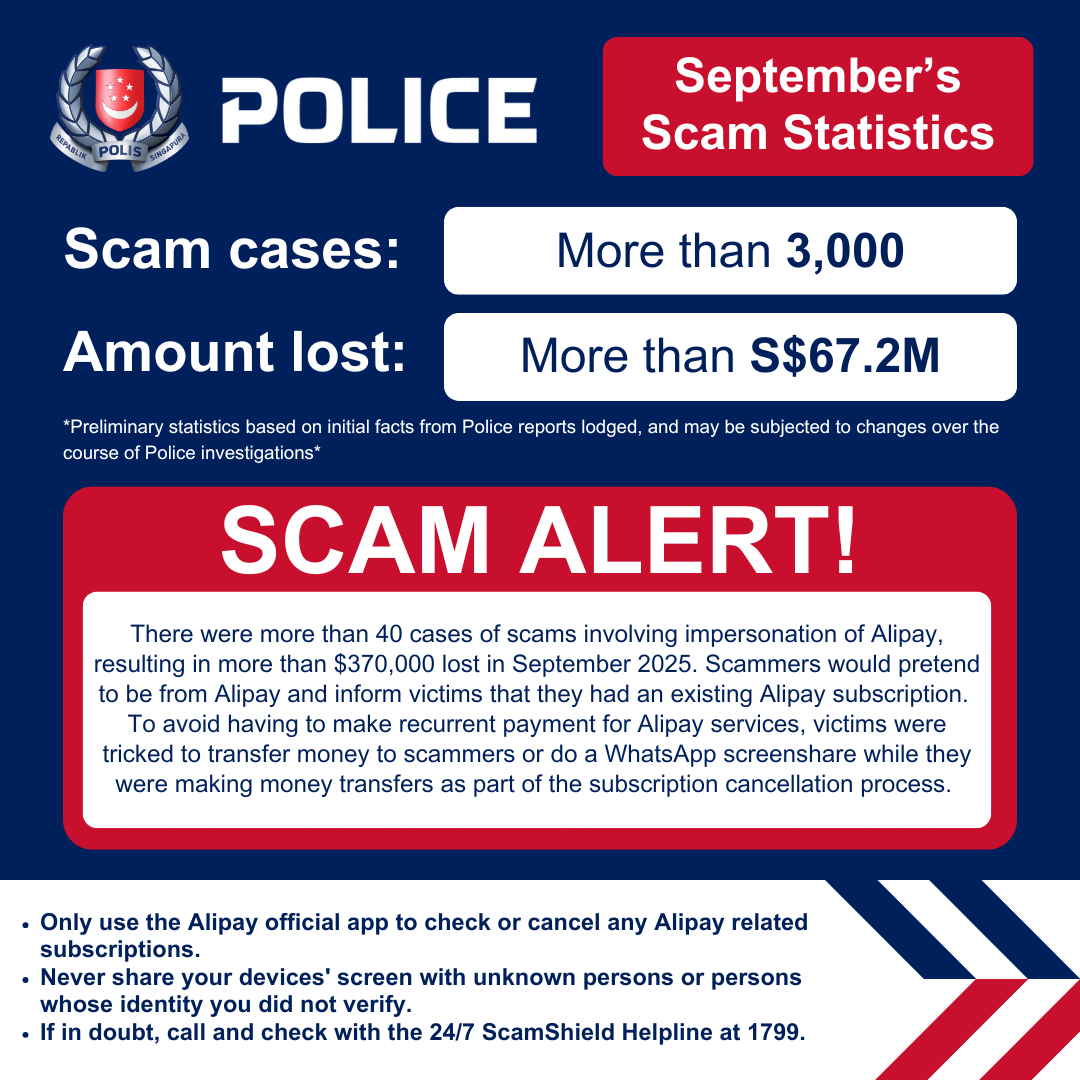 REPABLIK
POLIS
SINGAPURA
POLICE
September’s
Scam Statistics
Scam cases:
More than 3,000
Amount lost:
More than S$67.2M
*Preliminary statistics based on initial facts from Police reports lodged, and may be subjected to changes over the
course of Police investigations*
SCAM ALERT!
There were more than 40 cases of scams involving impersonation of Alipay,
resulting in more than $370,000 lost in September 2025. Scammers would pretend
to be from Alipay and inform victims that they had an existing Alipay subscription.
To avoid having to make recurrent payment for Alipay services, victims were
tricked to transfer money to scammers or do a WhatsApp screenshare while they
were making money transfers as part of the subscription cancellation process.
• Only use the Alipay official app to check or cancel any Alipay related
subscriptions.
• Never share your devices' screen with unknown persons or persons
whose identity you did not verify.
• If in doubt, call and check with the 24/7 ScamShield Helpline at 1799.